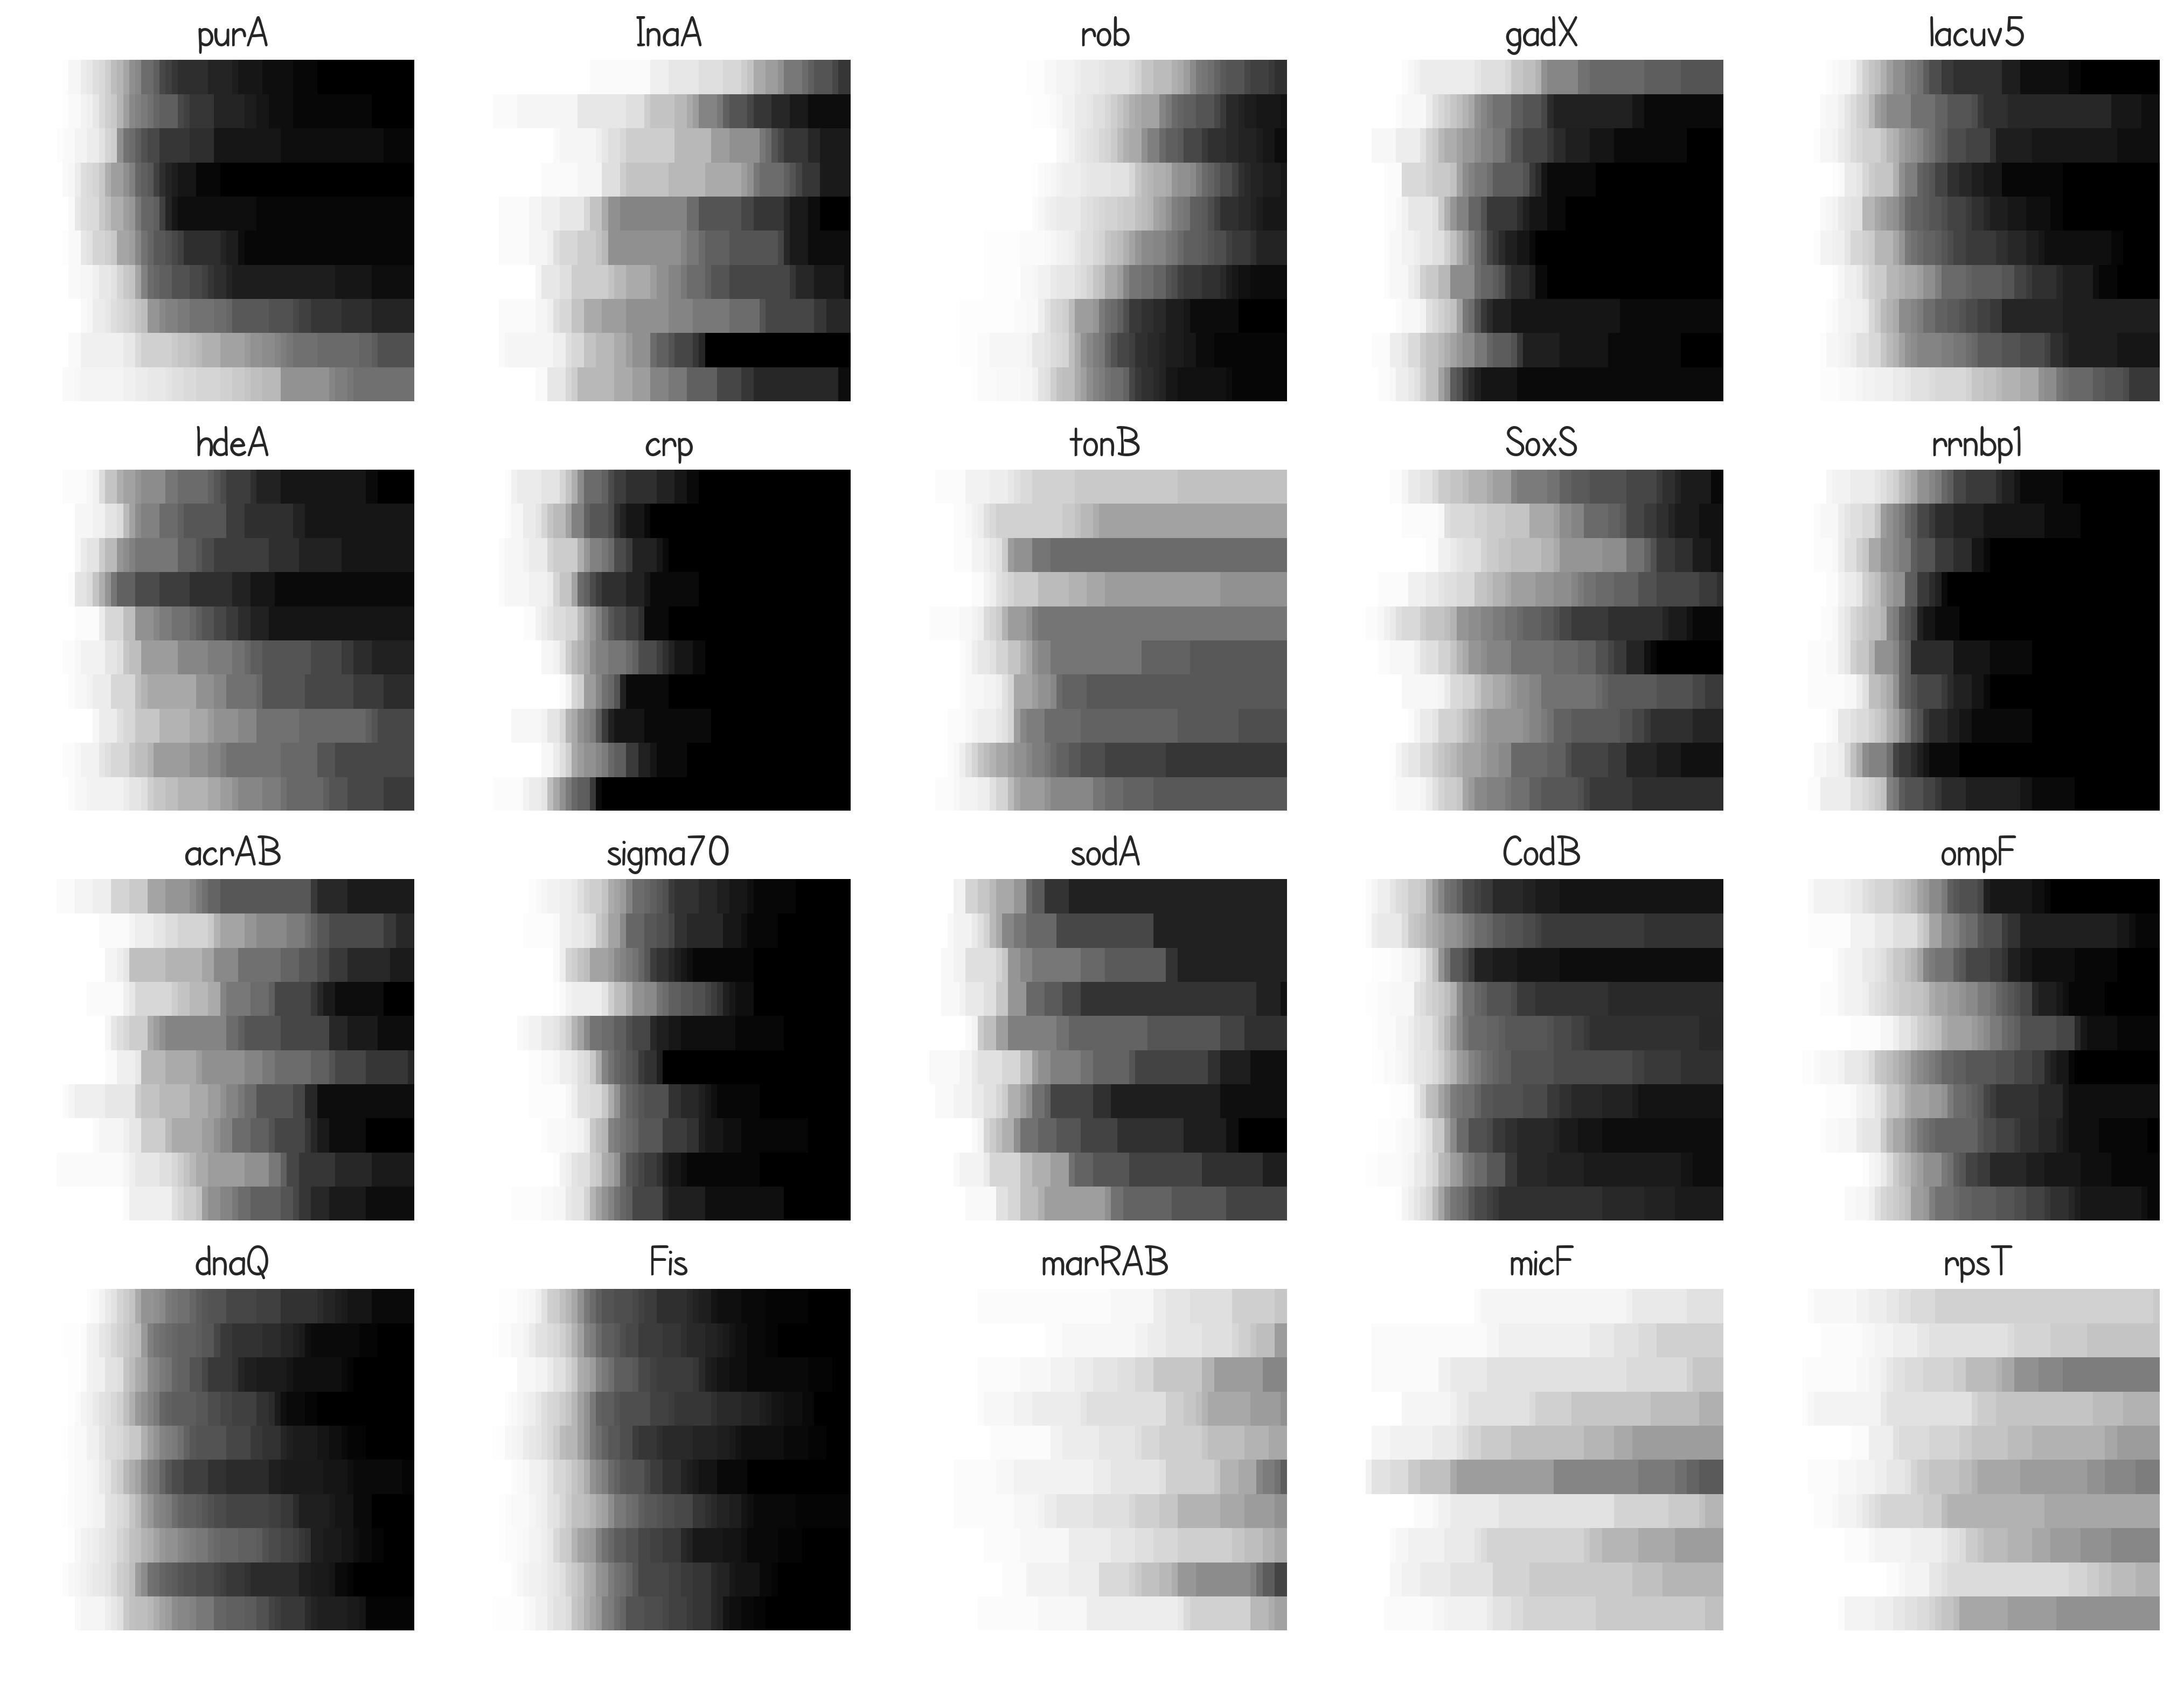 purA InaA rob gadX lacuv5
hdeA crp tonB SoxS rrnbp1
acrAB sigma70 sodA CodB ompF
dnaQ Fis marRAB micF rpsT